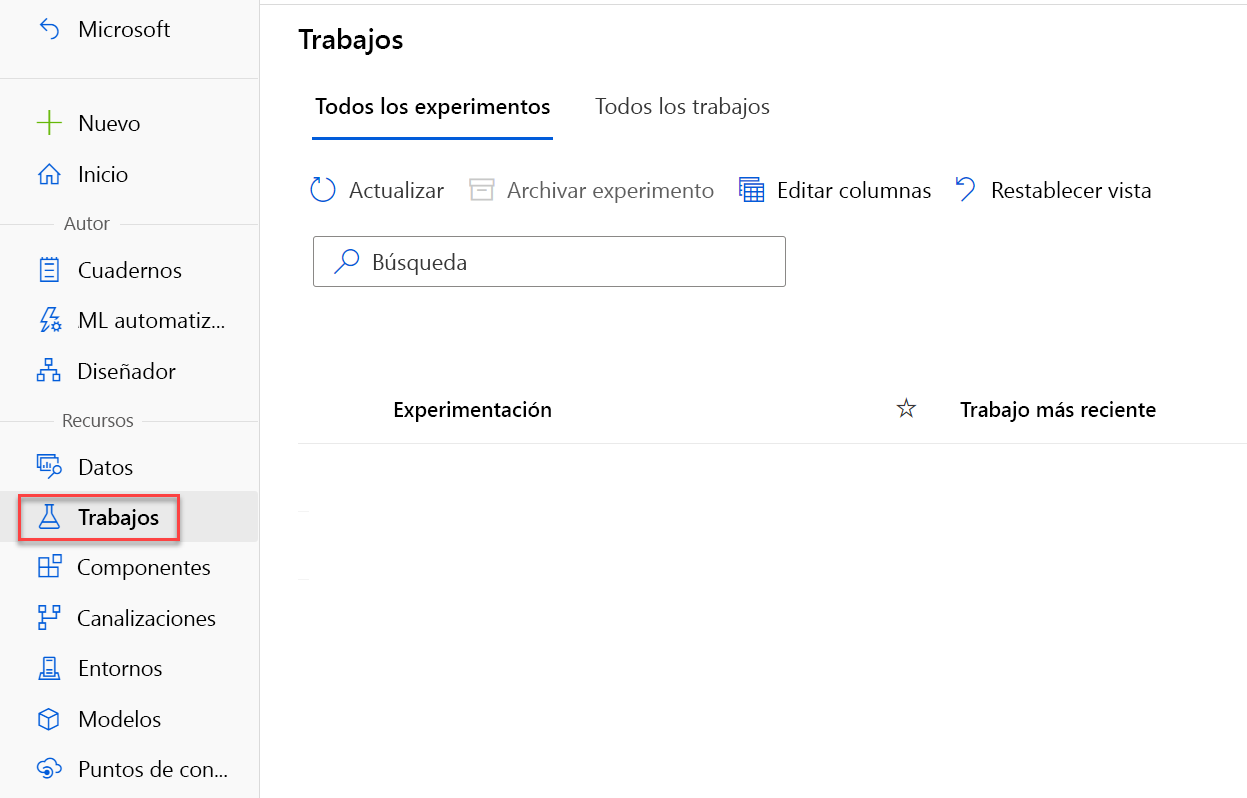 Microsoft
Nuevo
Inicio
Autor
Cuadernos
ML automatiz...
Diseñador
Recursos
Datos
Trabajos
Componentes
Canalizaciones
Entornos
Modelos
Puntos de con...
Trabajos
Todos los experimentos Todos los trabajos
Actualizar Archivar experimento Editar columnas Restablecer vista
Búsqueda
Experimentación Trabajo más reciente